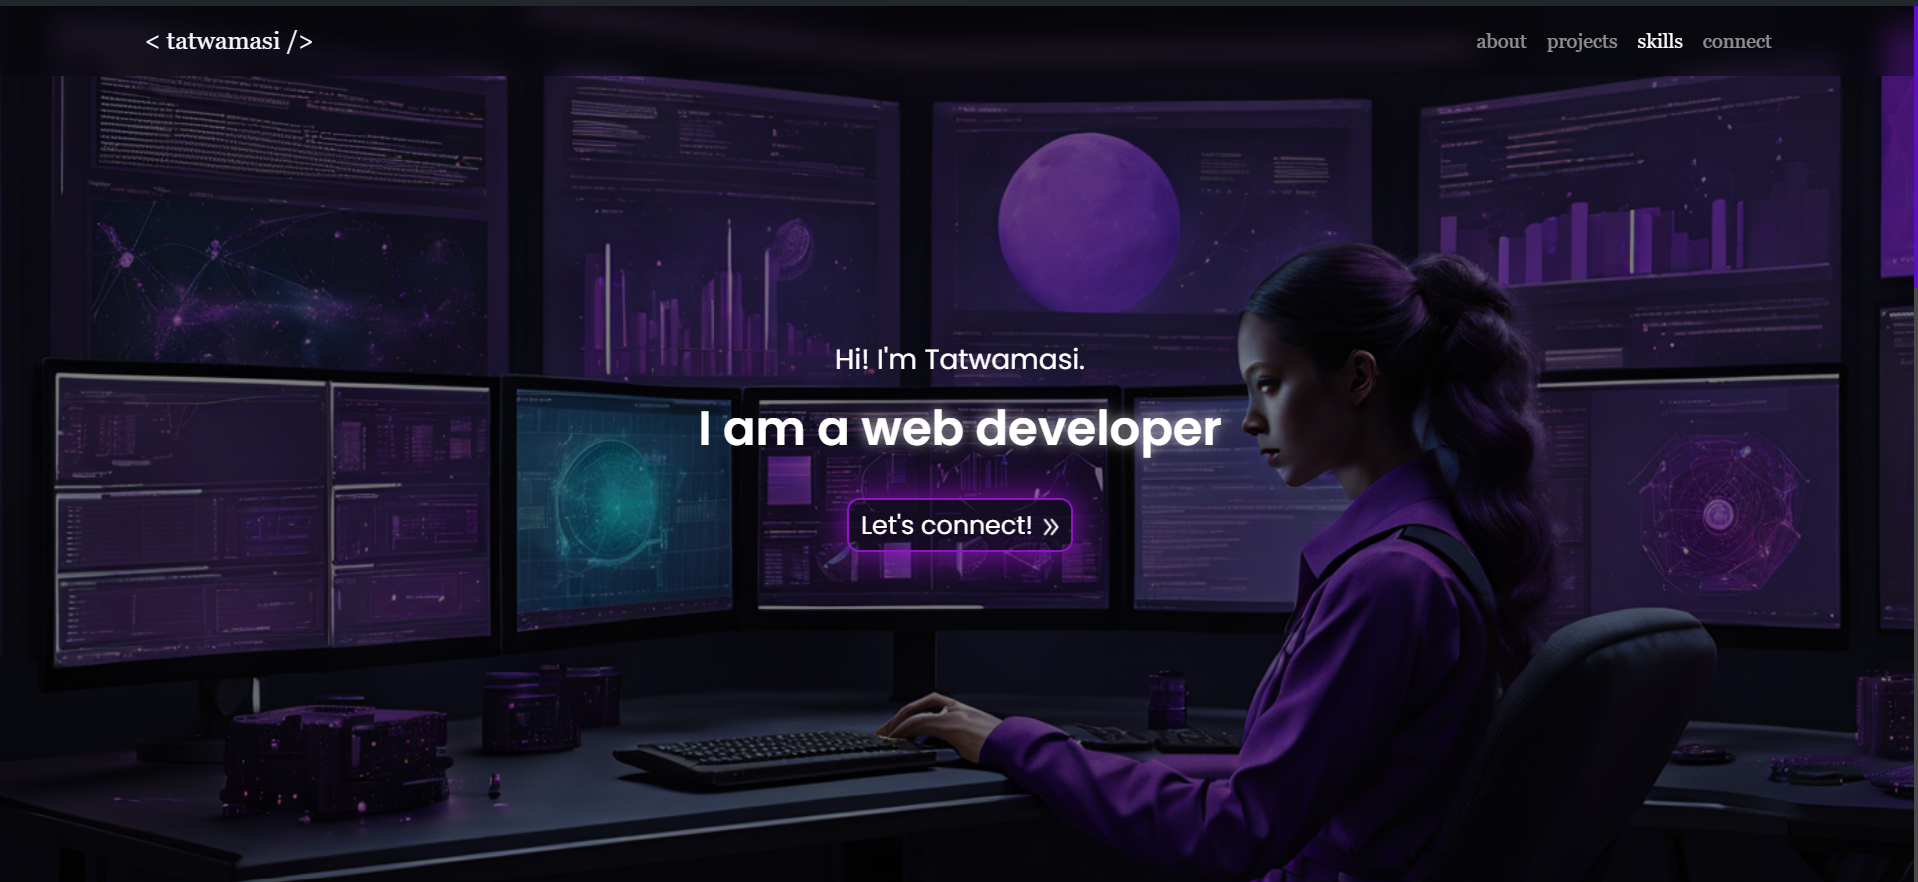 < tatwamasi />
about projects skills connect
Hi! I'm Tatwamasi.
I am a web developer
Let's connect! »